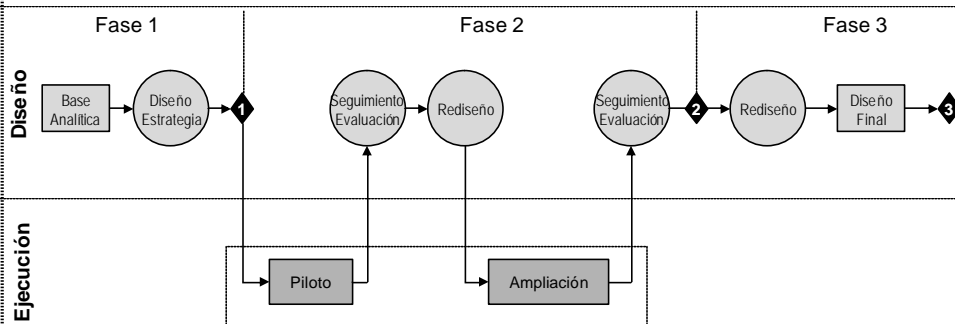 Fase 1
Fase 2
Fase 3
Diseño
Base
Analítica
Diseño
Estrategia
1
Seguimiento
Evaluación
Rediseño
Seguimiento
Evaluación
2
Rediseño
Diseño
Final
3
Ejecución
Piloto
Ampliación